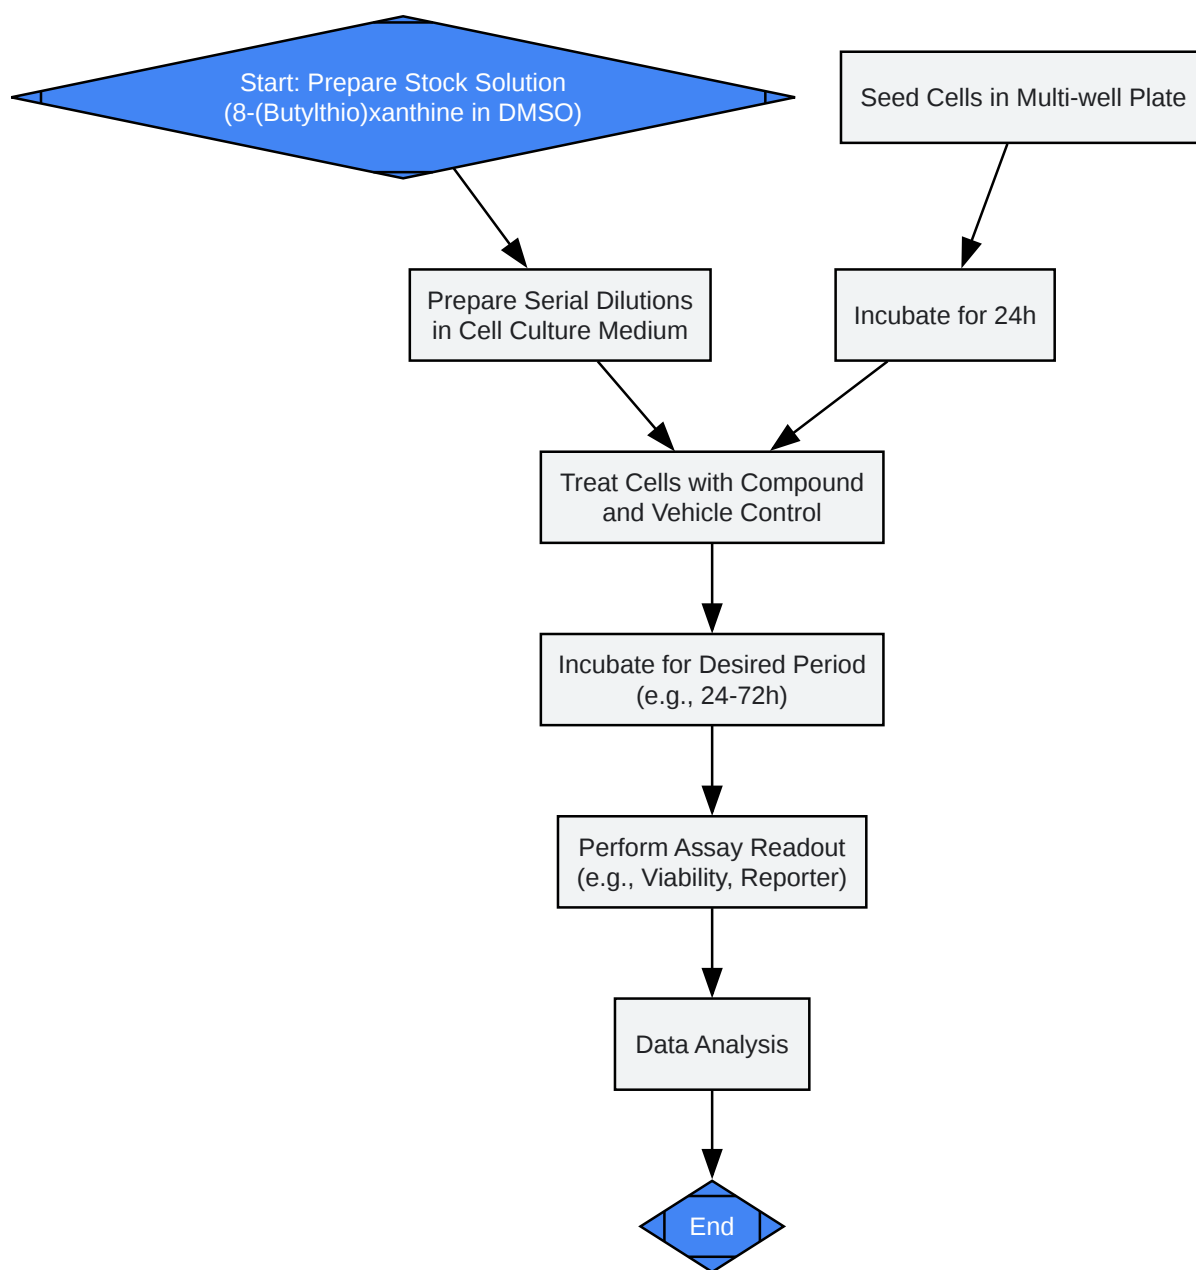 Start: Prepare Stock Solution
(8-(Butylthio)xanthine in DMSO)
Seed Cells in Multi-well Plate
Prepare Serial Dilutions
in Cell Culture Medium
Incubate for 24h
Treat Cells with Compound
and Vehicle Control
Incubate for Desired Period
(e.g., 24-72h)
Perform Assay Readout
(e.g., Viability, Reporter)
Data Analysis
End